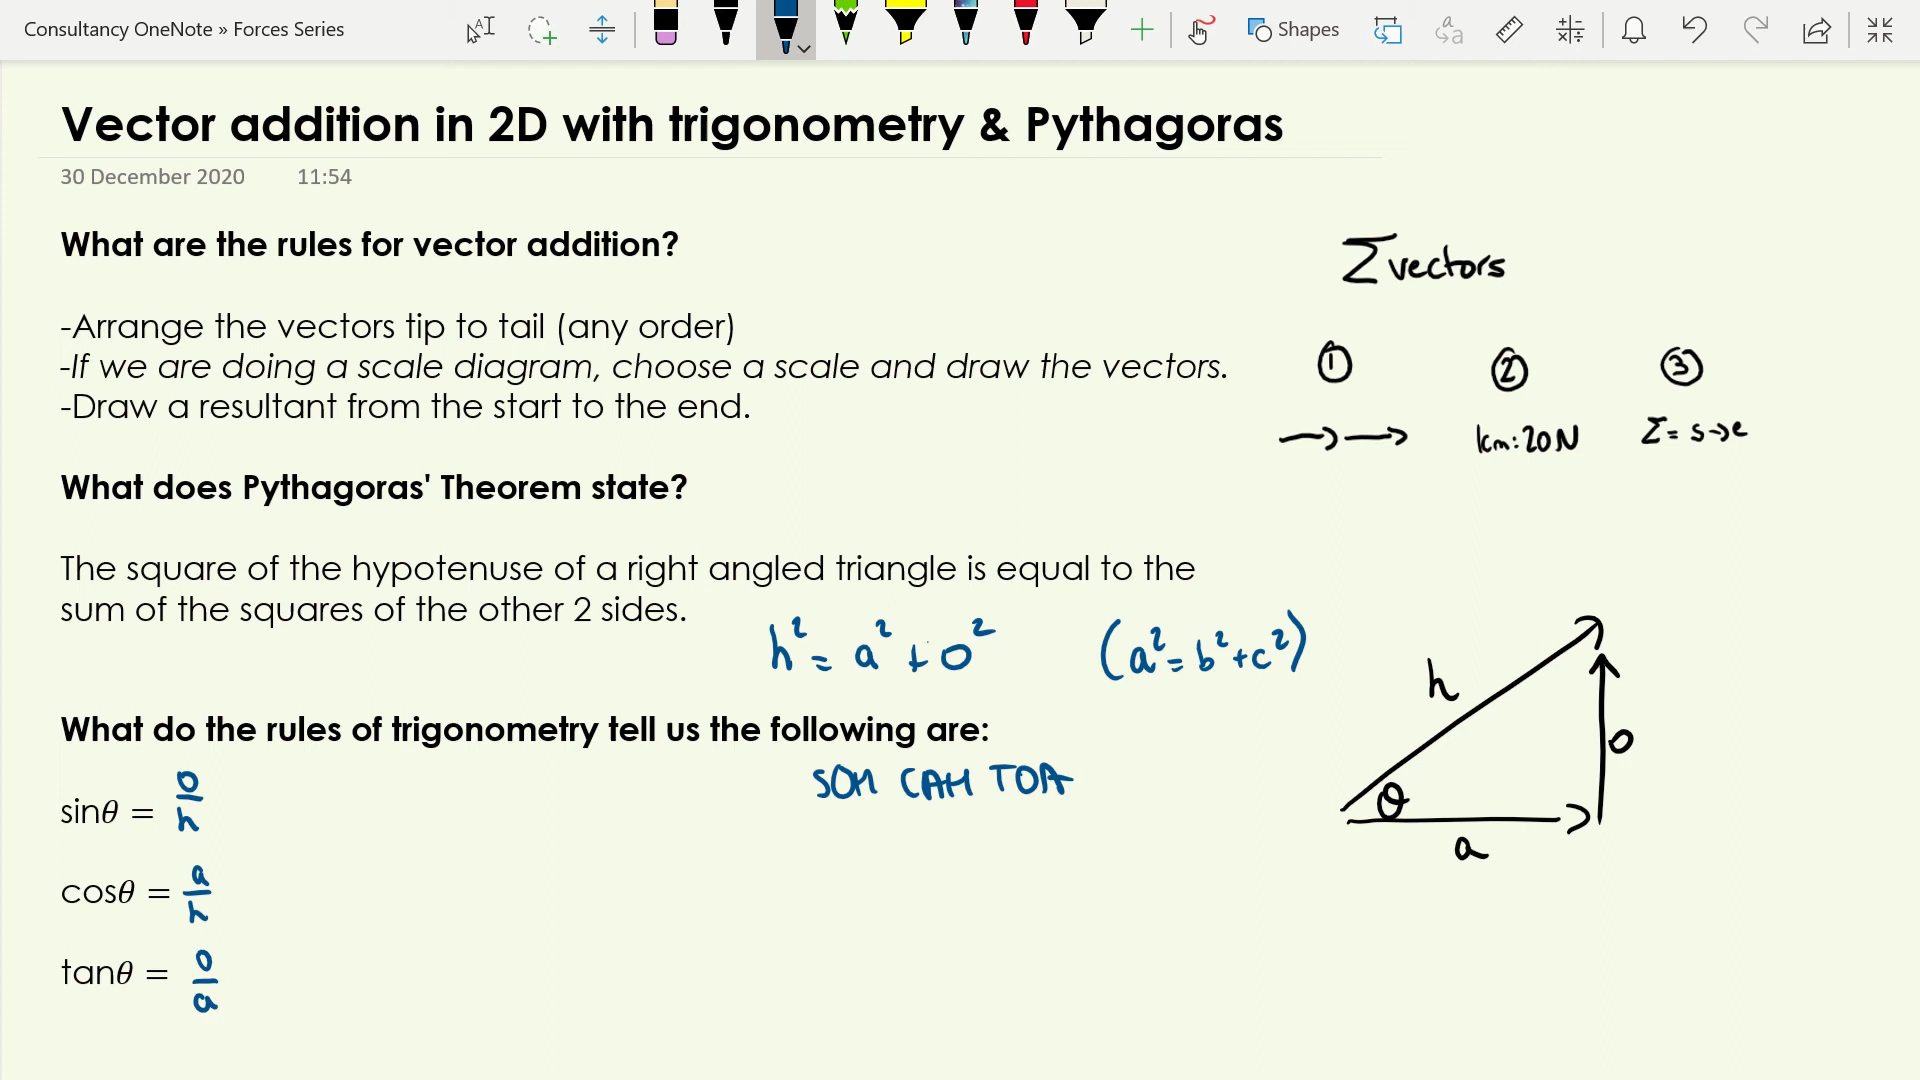 Consultancy OneNote » Forces Series
Shapes
Vector addition in 2D with trigonometry & Pythagoras
30 December 2020 11:54
What are the rules for vector addition?
Σ vectors
-Arrange the vectors tip to tail (any order)
-If we are doing a scale diagram, choose a scale and draw the vectors.
-Draw a resultant from the start to the end.
① ② ③
1cm:20N Σ= s→e
What does Pythagoras' Theorem state?
The square of the hypotenuse of a right angled triangle is equal to the
sum of the squares of the other 2 sides.
h² = a² + o² (a² = b² + c²)
h
o
θ
a
What do the rules of trigonometry tell us the following are:
SOH CAH TOA
sinθ = o/h
cosθ = a/h
tanθ = o/a